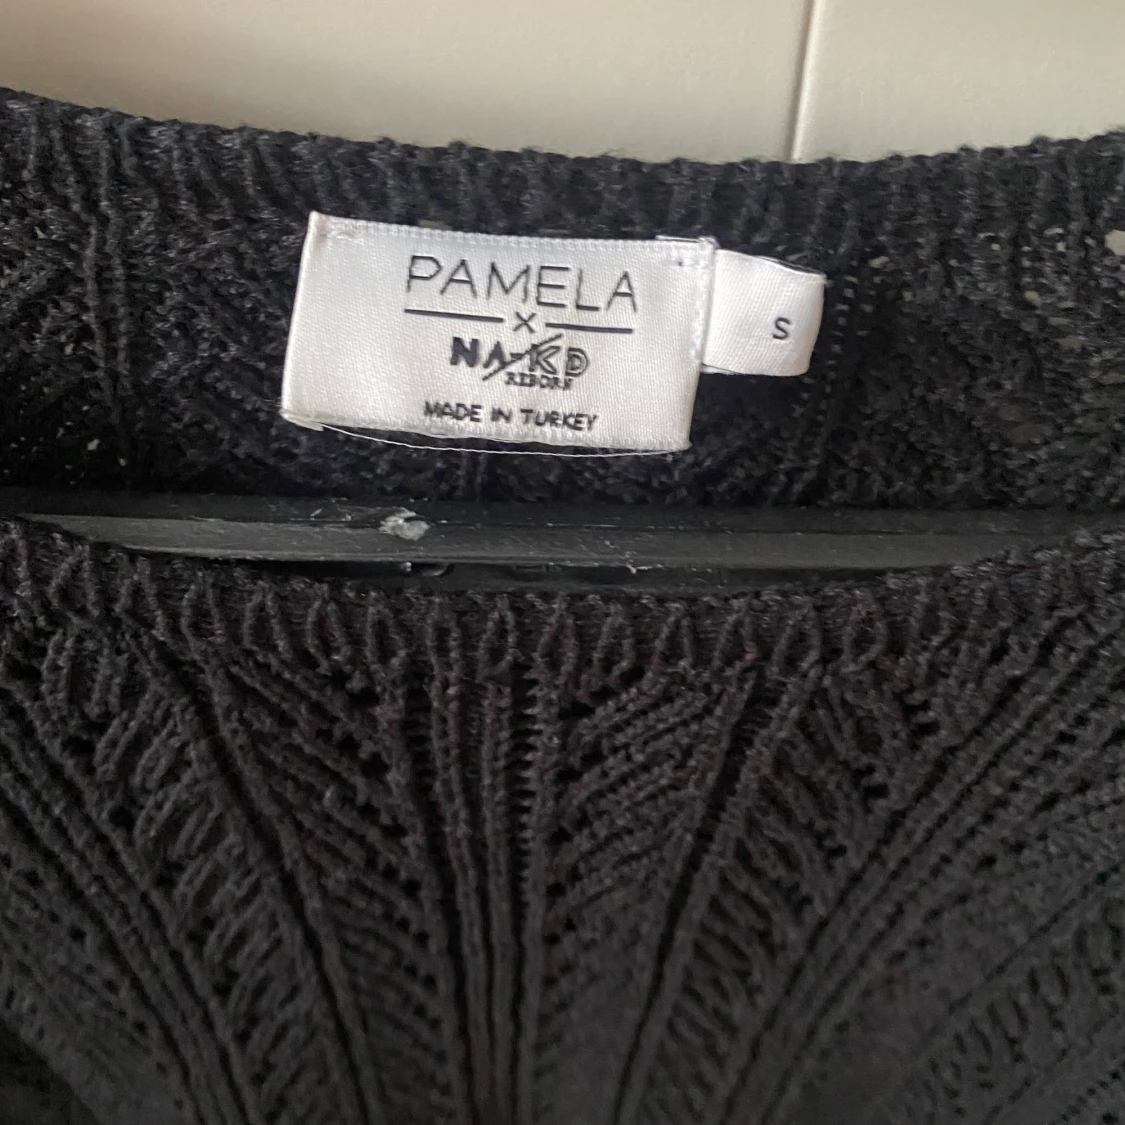 PAMELA
x
NA-KD
REBORN
MADE IN TURKEY
S